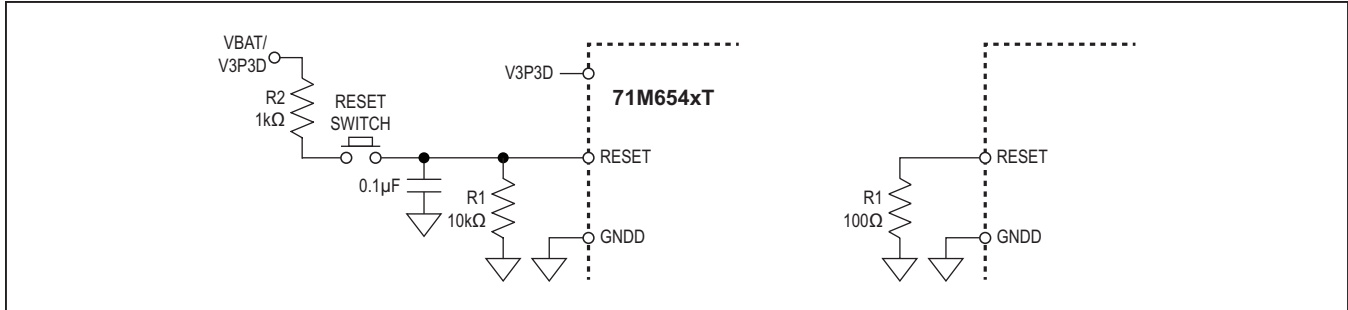 VBAT/
V3P3D
R2
1kΩ
RESET
SWITCH
0.1µF
R1
10kΩ
V3P3D
71M654xT
RESET
GNDD
R1
100Ω
RESET
GNDD